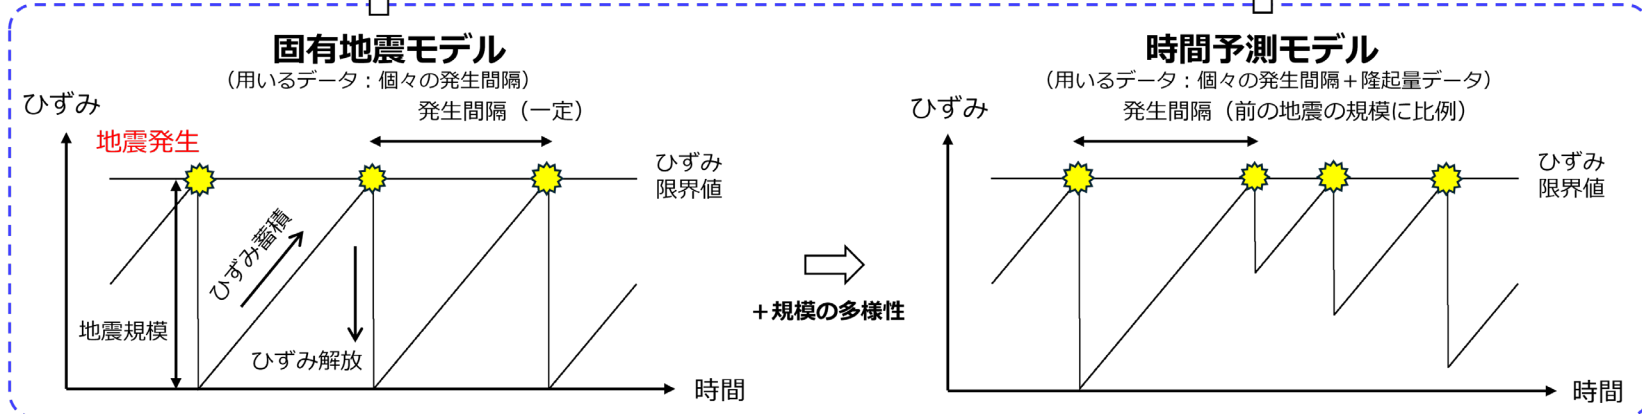 固有地震モデル
(用いるデータ：個々の発生間隔)
ひずみ
地震発生
発生間隔（一定）
ひずみ
限界値
ひずみ蓄積
地震規模
ひずみ解放
時間
＋規模の多様性
時間予測モデル
(用いるデータ：個々の発生間隔＋隆起量データ)
ひずみ
発生間隔（前の地震の規模に比例）
ひずみ
限界値
時間